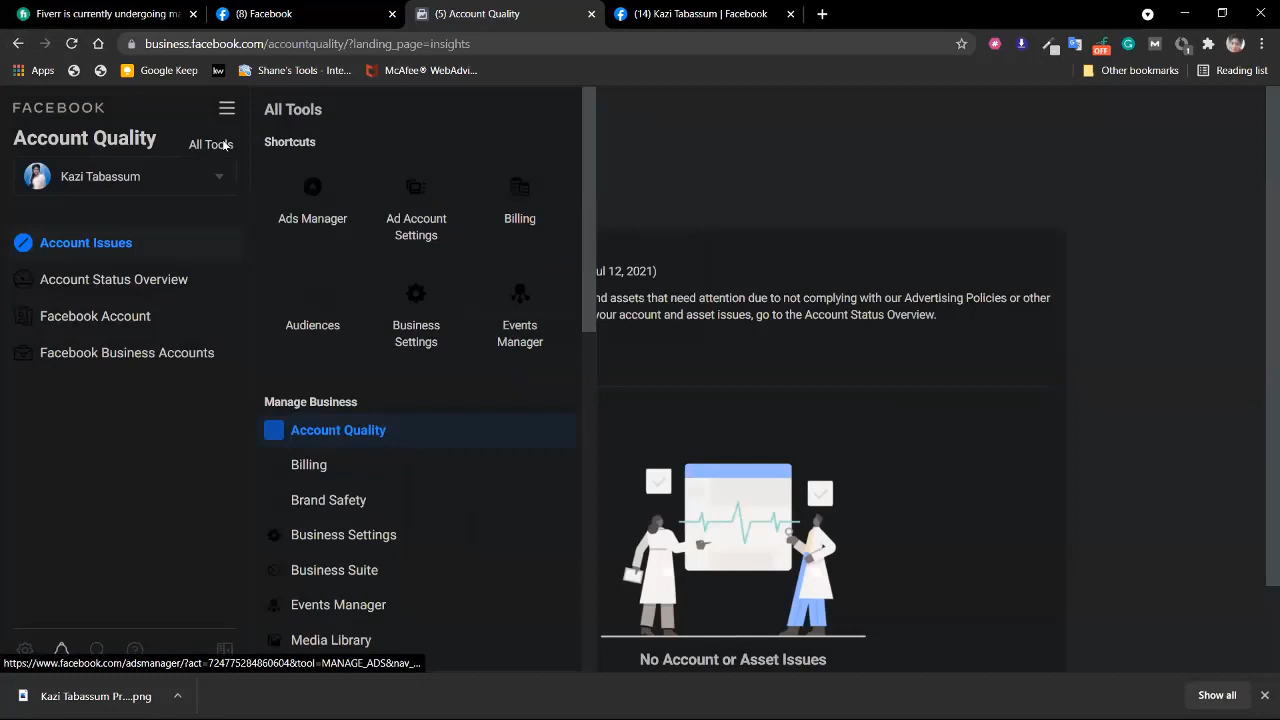 Fiverr is currently undergoing ma
(8) Facebook
(5) Account Quality
(14) Kazi Tabassum | Facebook
business.facebook.com/accountquality/?landing_page=insights
OFF
1
Apps
Google Keep
kw
Shane's Tools - Inte...
McAfee® WebAdvi...
Other bookmarks
Reading list
FACEBOOK
Account Quality
All Tools
Kazi Tabassum
Account Issues
Account Status Overview
Facebook Account
Facebook Business Accounts
All Tools
Shortcuts
Ads Manager
Ad Account Settings
Billing
Audiences
Business Settings
Events Manager
Manage Business
Account Quality
Billing
Brand Safety
Business Settings
Business Suite
Events Manager
Media Library
ul 12, 2021)
nd assets that need attention due to not complying with our Advertising Policies or other
your account and asset issues, go to the Account Status Overview.
No Account or Asset Issues
https://www.facebook.com/adsmanager/?act=724775284860604&tool=MANAGE_ADS&nav_...
Kazi Tabassum Pr....png
Show all